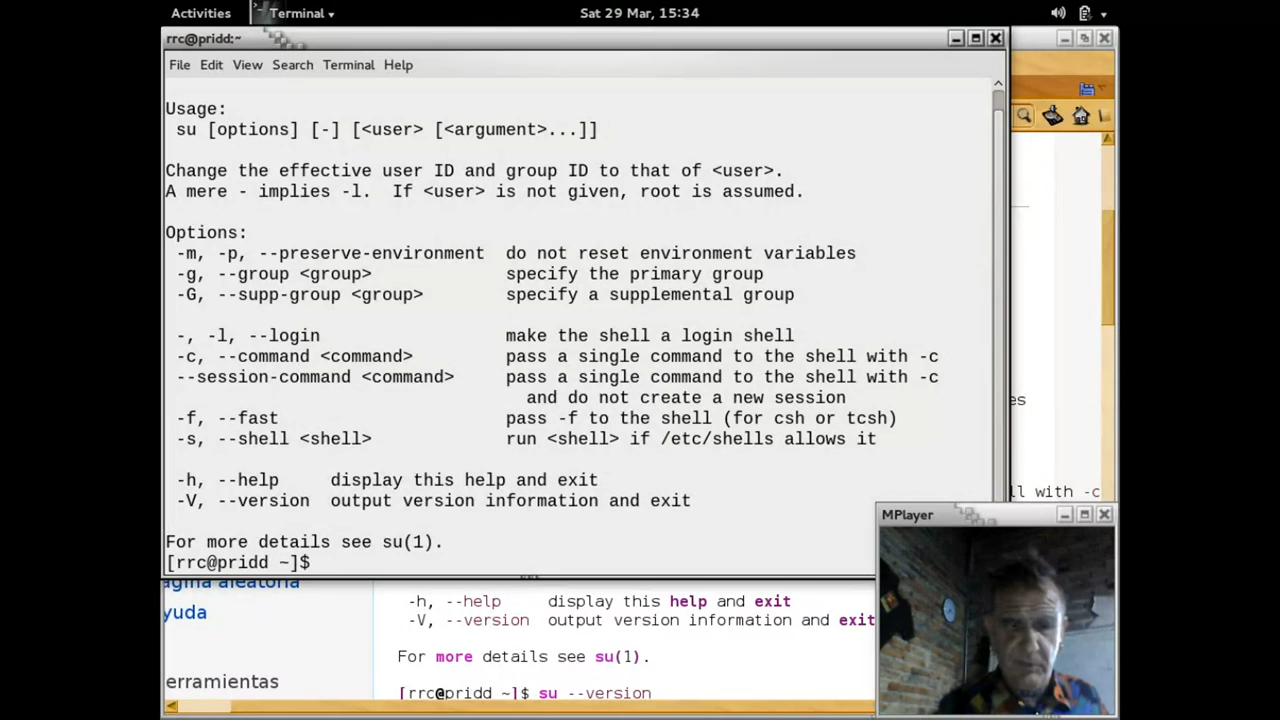 Activities Terminal Sat 29 Mar, 15:34
rrc@pridd:~
File Edit View Search Terminal Help
Usage:
su [options] [-] [<user> [<argument>...]]
Change the effective user ID and group ID to that of <user>.
A mere - implies -l. If <user> is not given, root is assumed.
Options:
-m, -p, --preserve-environment do not reset environment variables
-g, --group <group> specify the primary group
-G, --supp-group <group> specify a supplemental group
-, -l, --login make the shell a login shell
-c, --command <command> pass a single command to the shell with -c
--session-command <command> pass a single command to the shell with -c
and do not create a new session
-f, --fast pass -f to the shell (for csh or tcsh)
-s, --shell <shell> run <shell> if /etc/shells allows it
-h, --help display this help and exit
-V, --version output version information and exit
For more details see su(1).
[rrc@pridd ~]$
es
ll with -c
MPlayer
agina aleatoria
yuda
erramientas
-h, --help display this help and exit
-V, --version output version information and exit
For more details see su(1).
[rrc@pridd ~]$ su --version